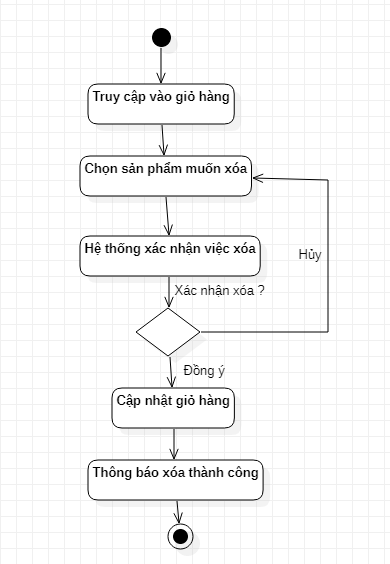 Truy cập vào giỏ hàng
Chọn sản phẩm muốn xóa
Hệ thống xác nhận việc xóa
Hủy
Xác nhận xóa ?
Đồng ý
Cập nhật giỏ hàng
Thông báo xóa thành công